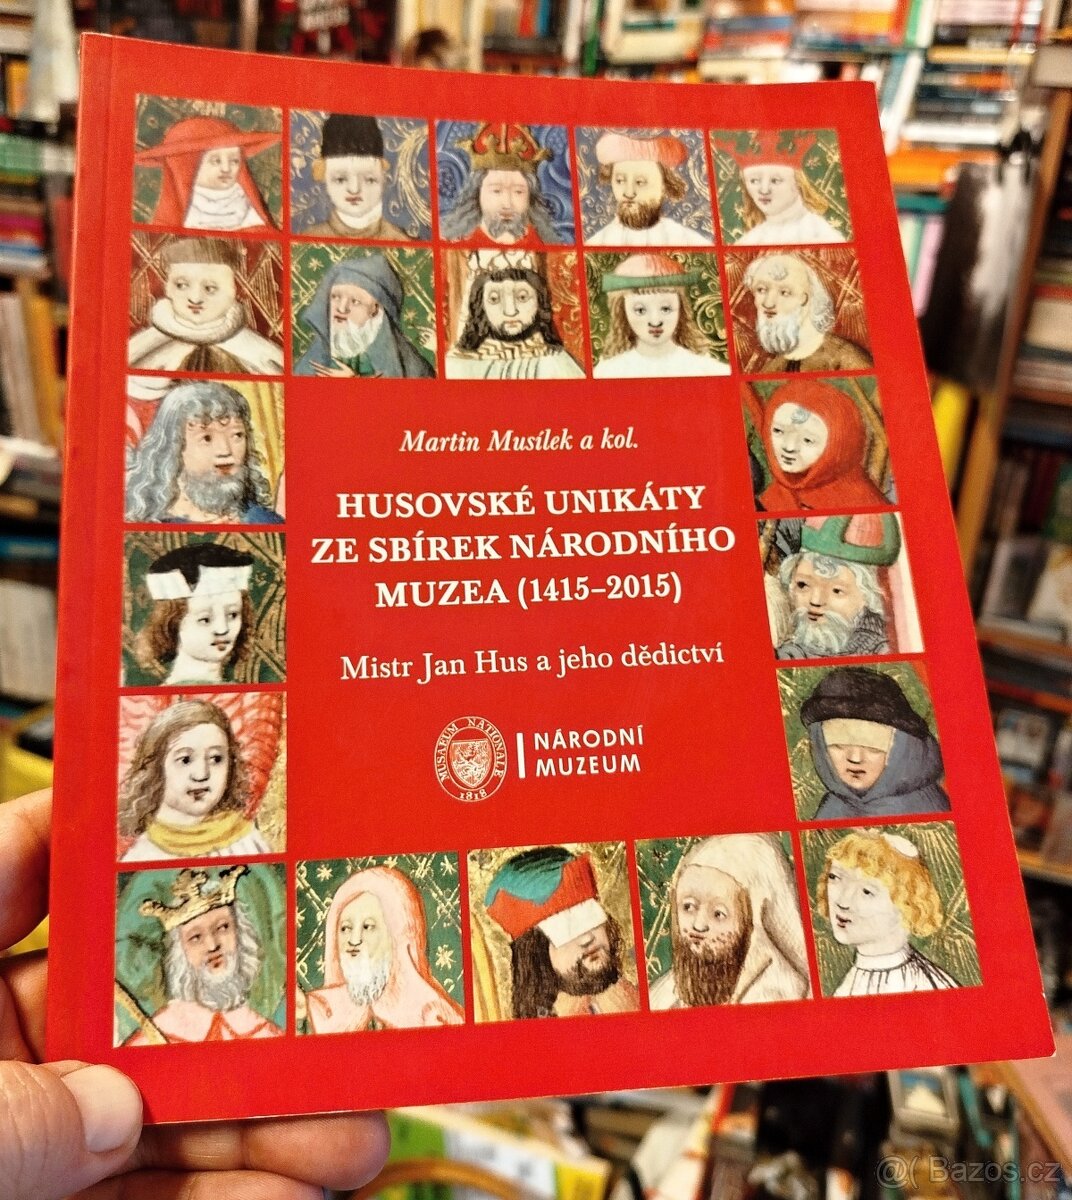 Martin Musílek a kol.
HUSOVSKÉ UNIKÁTY
ZE SBÍREK NÁRODNÍHO
MUZEA (1415–2015)
Mistr Jan Hus a jeho dědictví
MUSAEUM NATIONALE
1818
NÁRODNÍ
MUZEUM
@( Bazos.cz